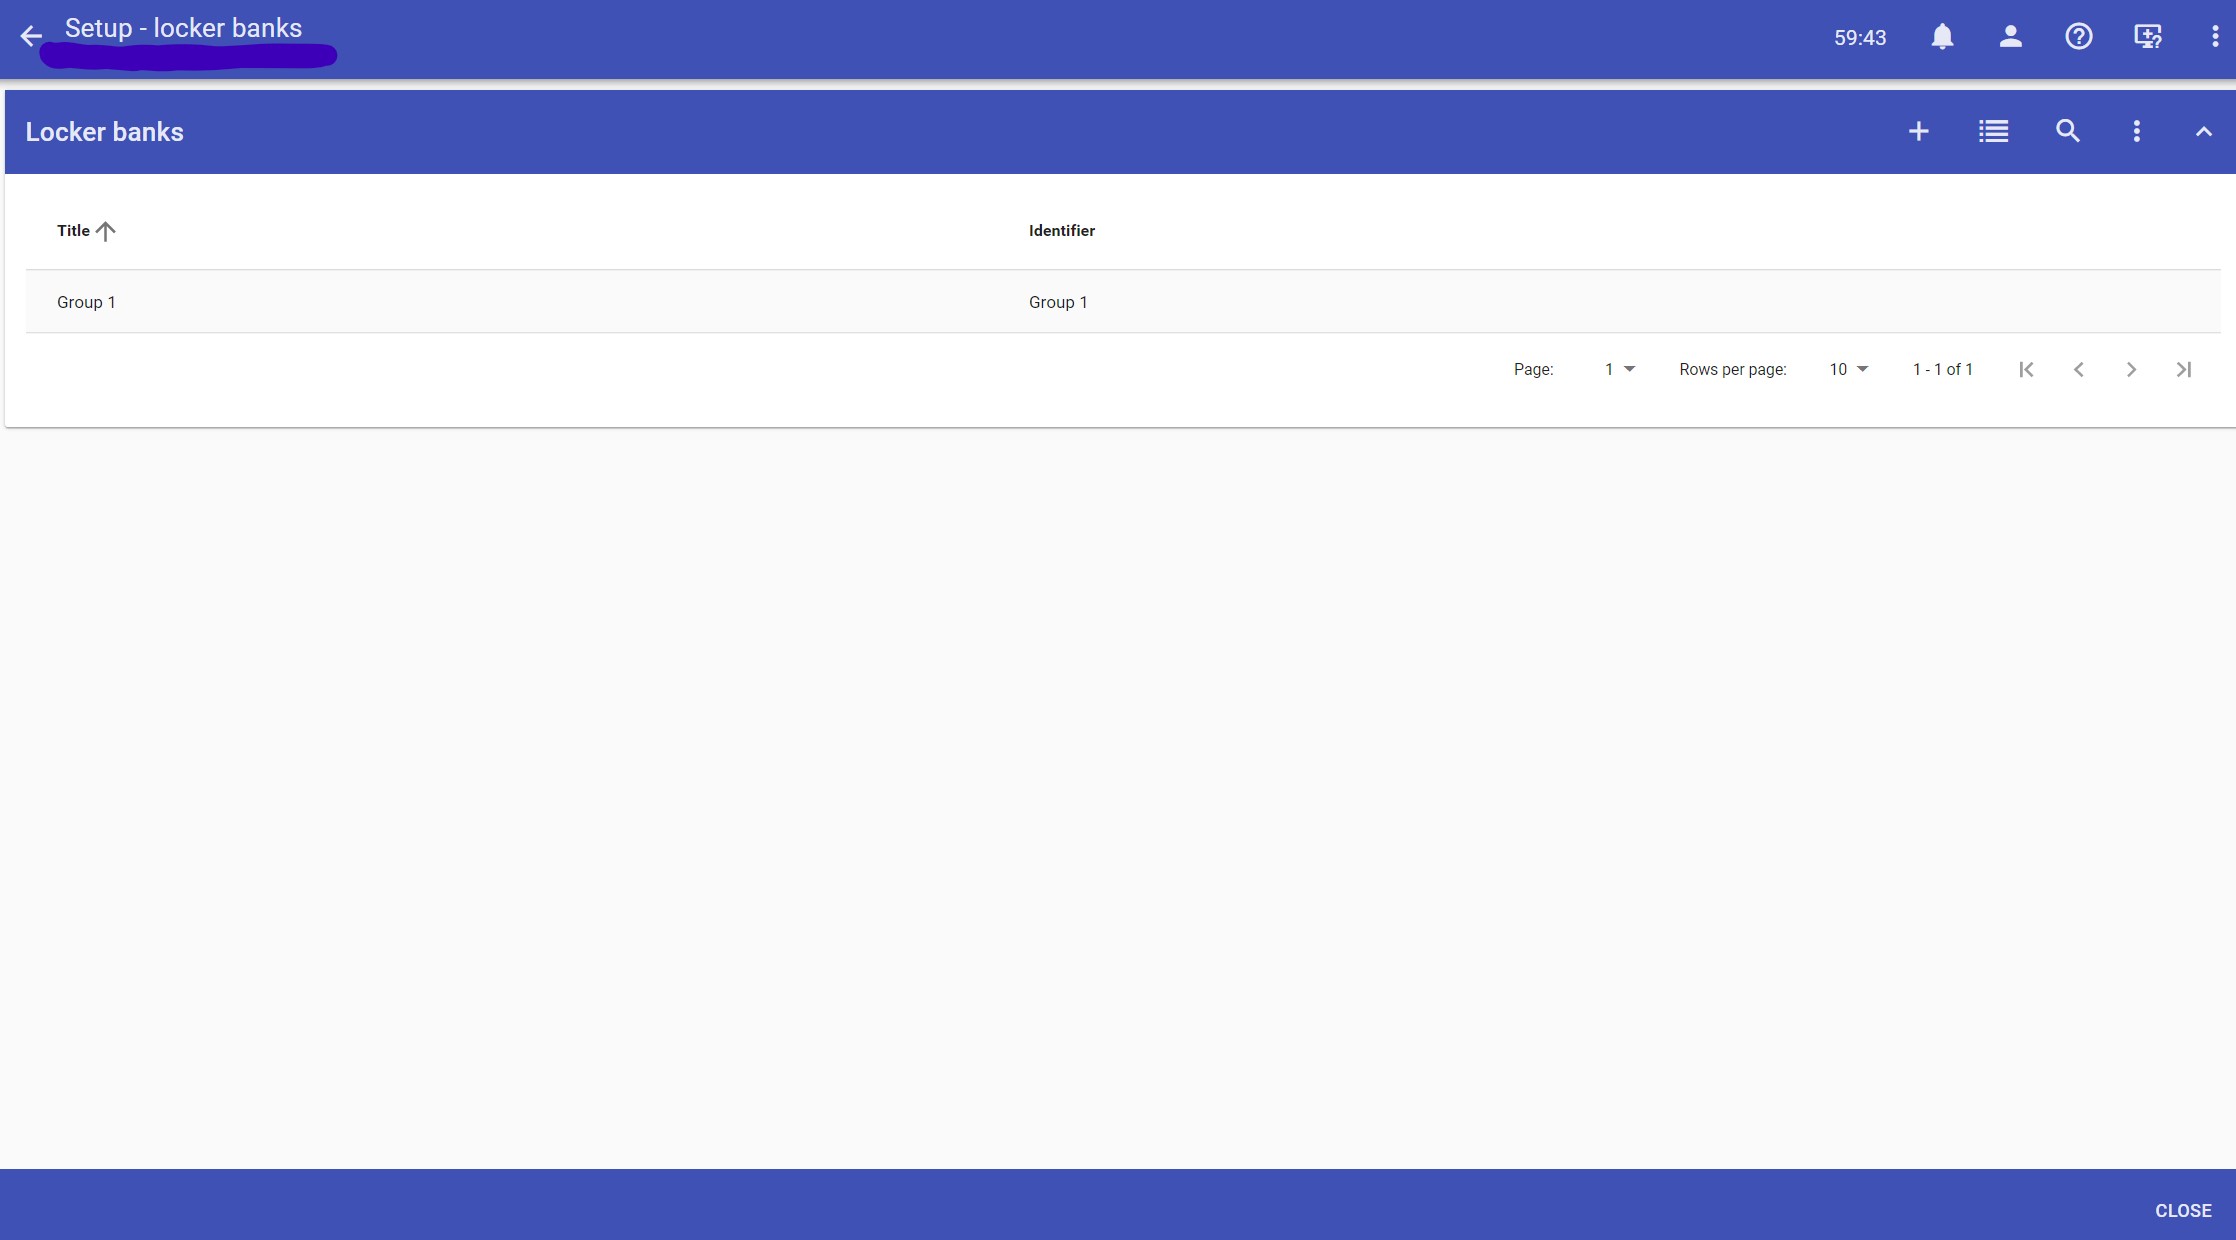 Setup - locker banks
59:43
Locker banks
Title Identifier
Group 1 Group 1
Page: 1 Rows per page: 10 1 - 1 of 1
CLOSE